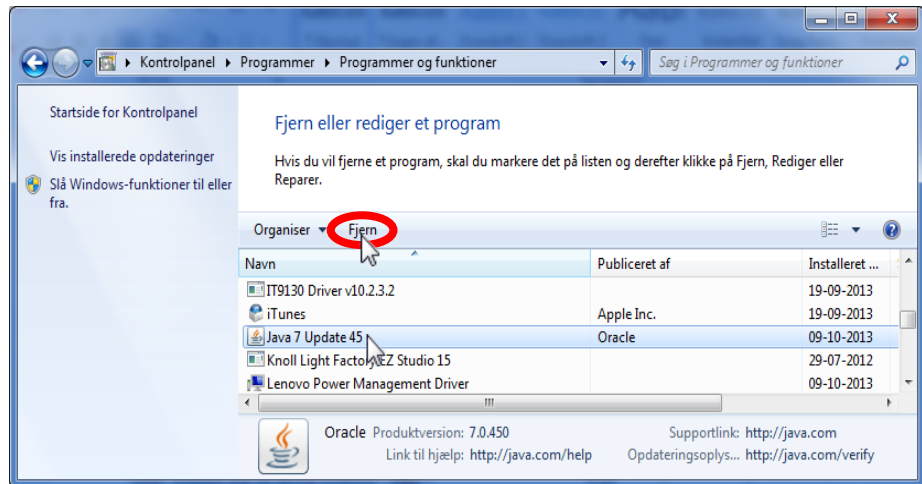 Kontrolpanel ▸ Programmer ▸ Programmer og funktioner
Søg i Programmer og funktioner
Startside for Kontrolpanel
Vis installerede opdateringer
Slå Windows-funktioner til eller
fra.
Fjern eller rediger et program
Hvis du vil fjerne et program, skal du markere det på listen og derefter klikke på Fjern, Rediger eller
Reparer.
Organiser Fjern
Navn Publiceret af Installeret ...
IT9130 Driver v10.2.3.2 19-09-2013
iTunes Apple Inc. 19-09-2013
Java 7 Update 45 Oracle 09-10-2013
Knoll Light Factory EZ Studio 15 29-07-2012
Lenovo Power Management Driver 09-10-2013
Oracle Produktversion: 7.0.450 Supportlink: http://java.com
Link til hjælp: http://java.com/help Opdateringsoplys... http://java.com/verify